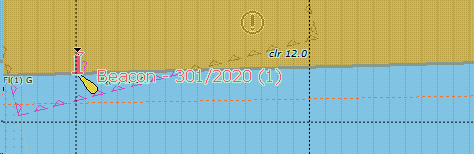 clr 12.0
Beacon - 301/2020 (1)
Fl(1) G